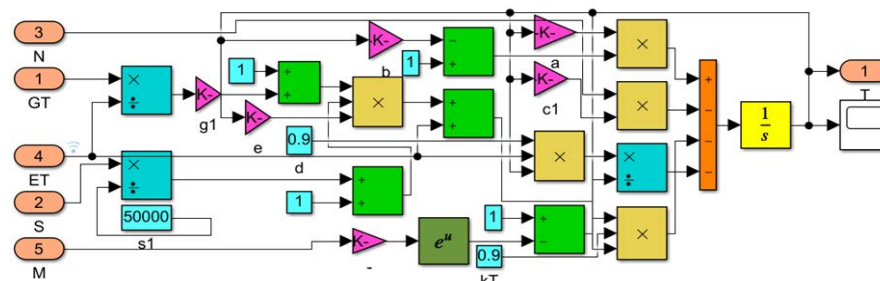 3
N
1
GT
4
ET
2
S
5
M
×
÷
×
÷
50000
s1
K-
g1
K-
e
d
1
+
+
1
+
+
K-
b
1
×
−
+
+
+
0.9
K-
-
e^u
1
0.9
kT
+
−
K-
a
K-
c1
×
×
×
×
÷
×
+
−
−
−
1
s
1
T